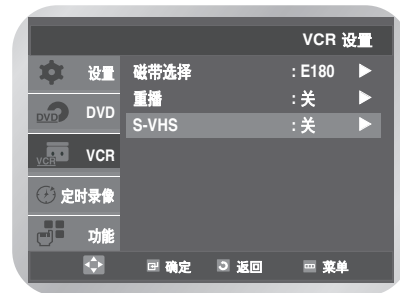 VCR 设置
设置
磁带选择 : E180 ►
重播 : 关 ►
DVD DVD
S-VHS : 关 ►
VCR VCR
定时录像
功能
确定 返回 菜单